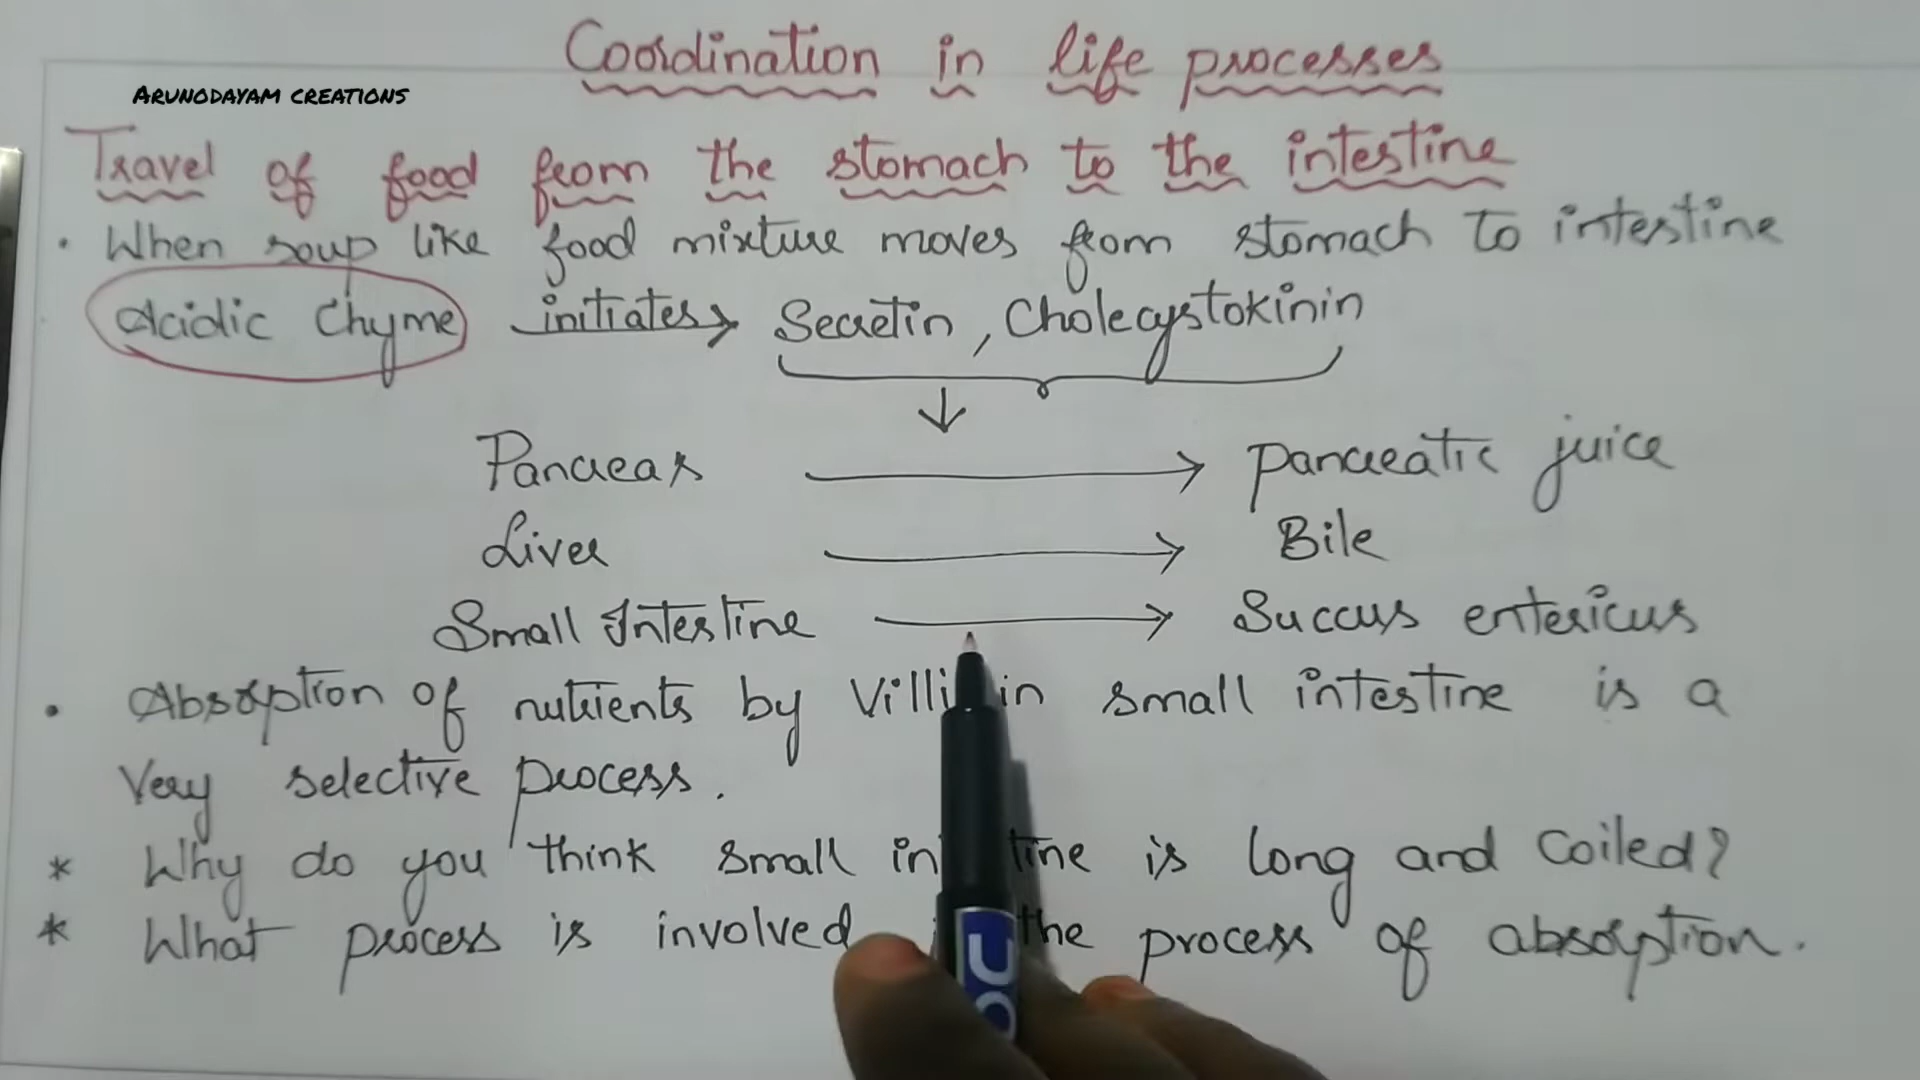 Coordination in life processes
ARUNODAYAM CREATIONS
Travel of food from the stomach to the intestine
• When soup like food mixture moves from stomach to intestine
Acidic Chyme initiates → Secretin, Cholecystokinin
↓
Pancreas → Pancreatic juice
Liver → Bile
Small Intestine → Succus entericus
• Absorption of nutrients by Villi in small intestine is a
Very selective process.
* Why do you think small in tine is long and coiled?
* What process is involved the process of absorption.